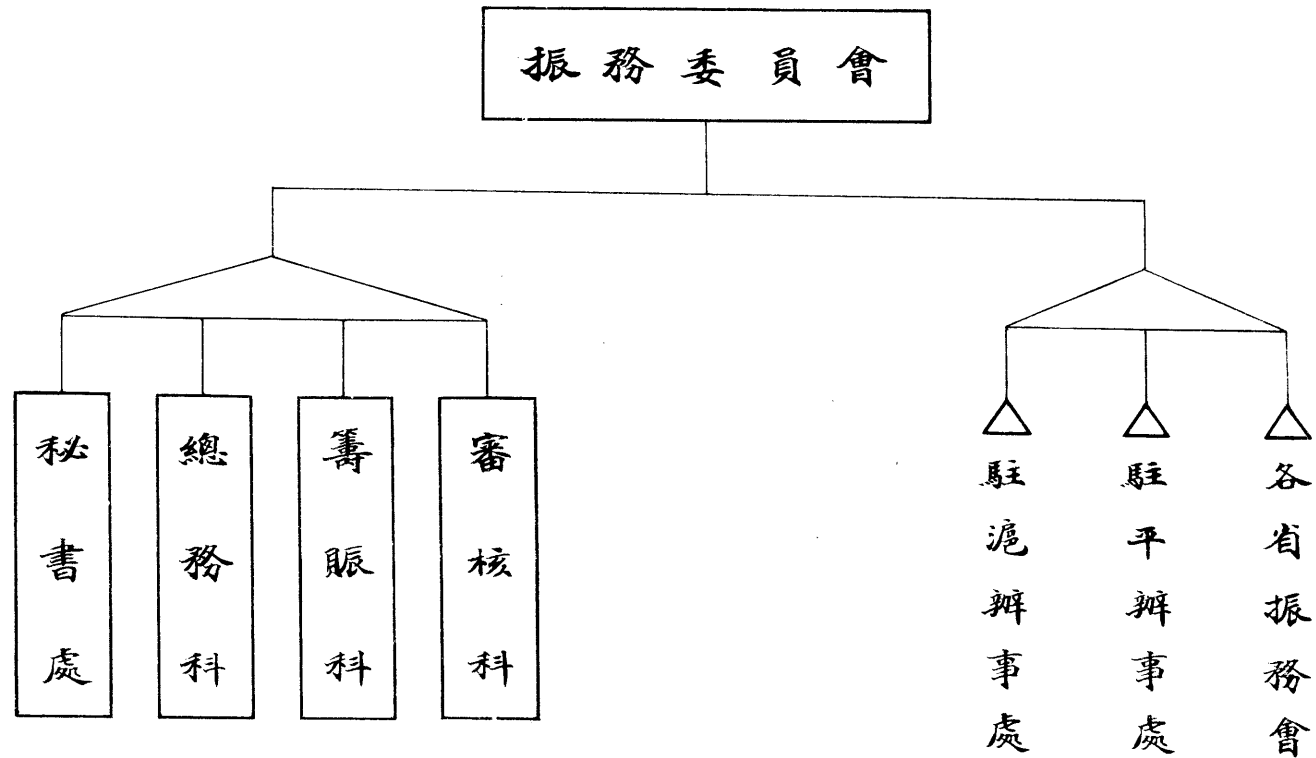 振務委員會
秘書處
總務科
籌賑科
審核科
駐滬辦事處
駐平辦事處
各省振務會